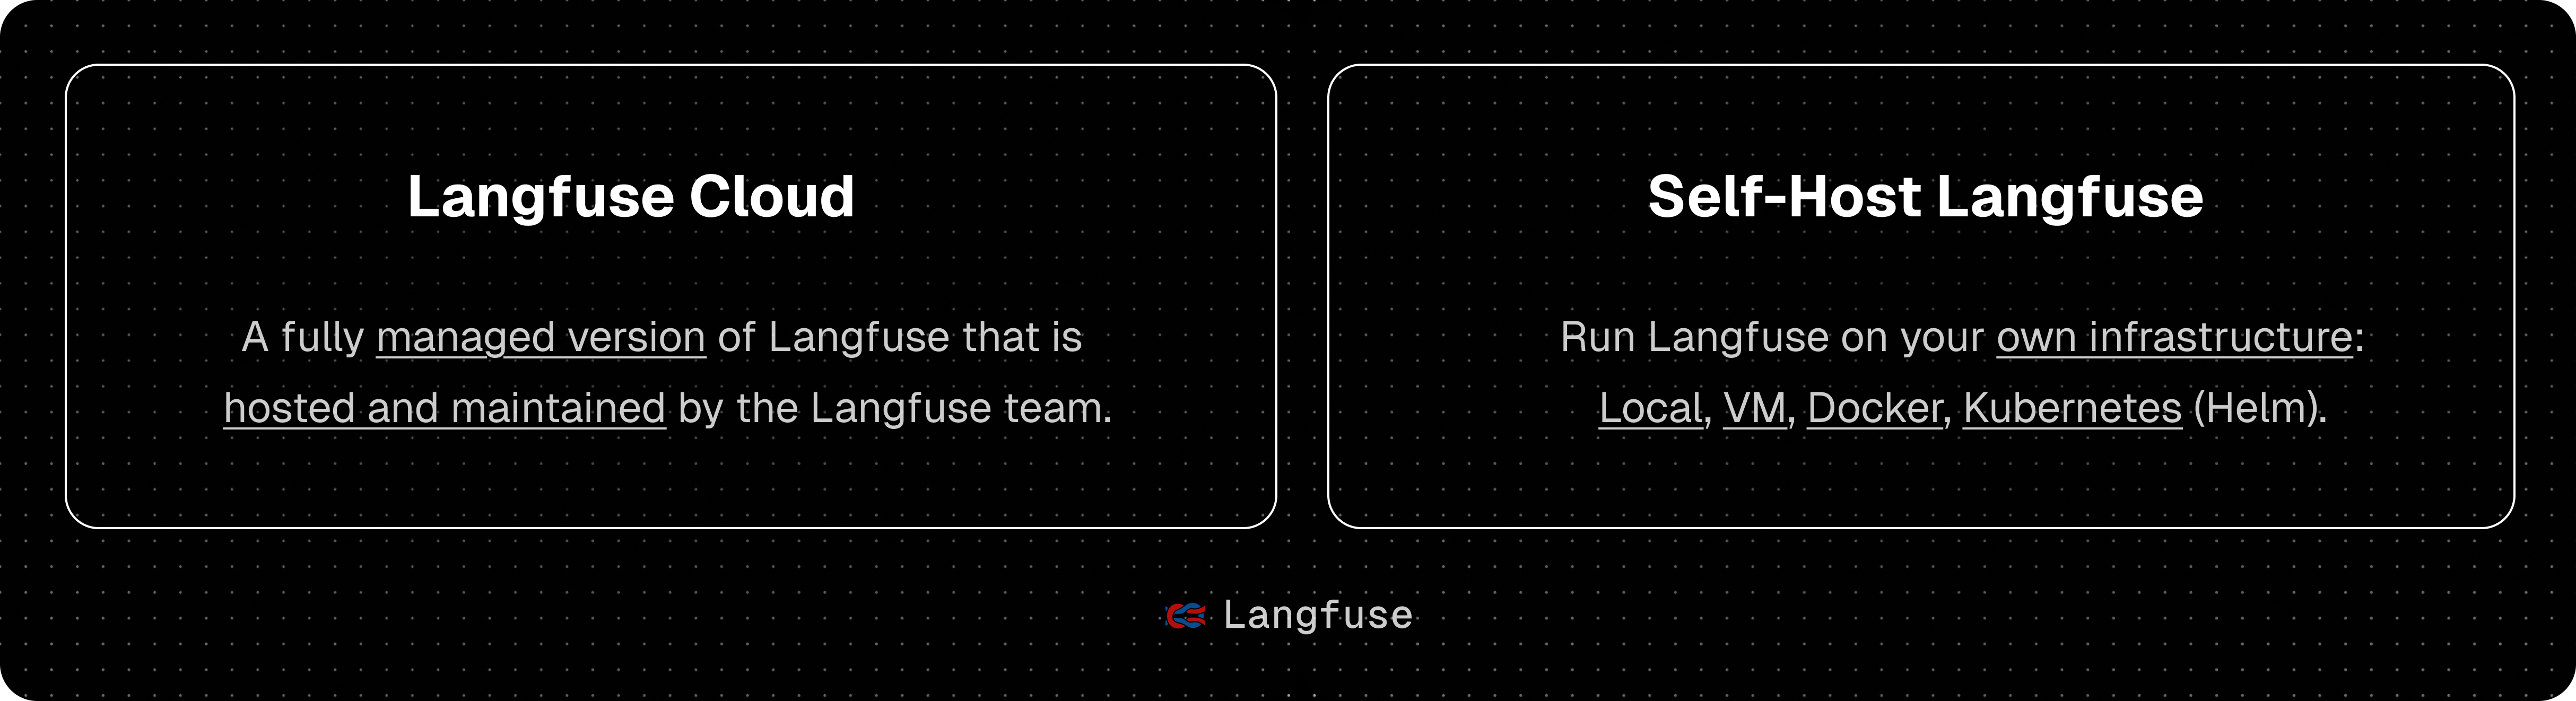 Langfuse Cloud
A fully managed version of Langfuse that is
hosted and maintained by the Langfuse team.
Self-Host Langfuse
Run Langfuse on your own infrastructure:
Local, VM, Docker, Kubernetes (Helm).
Langfuse